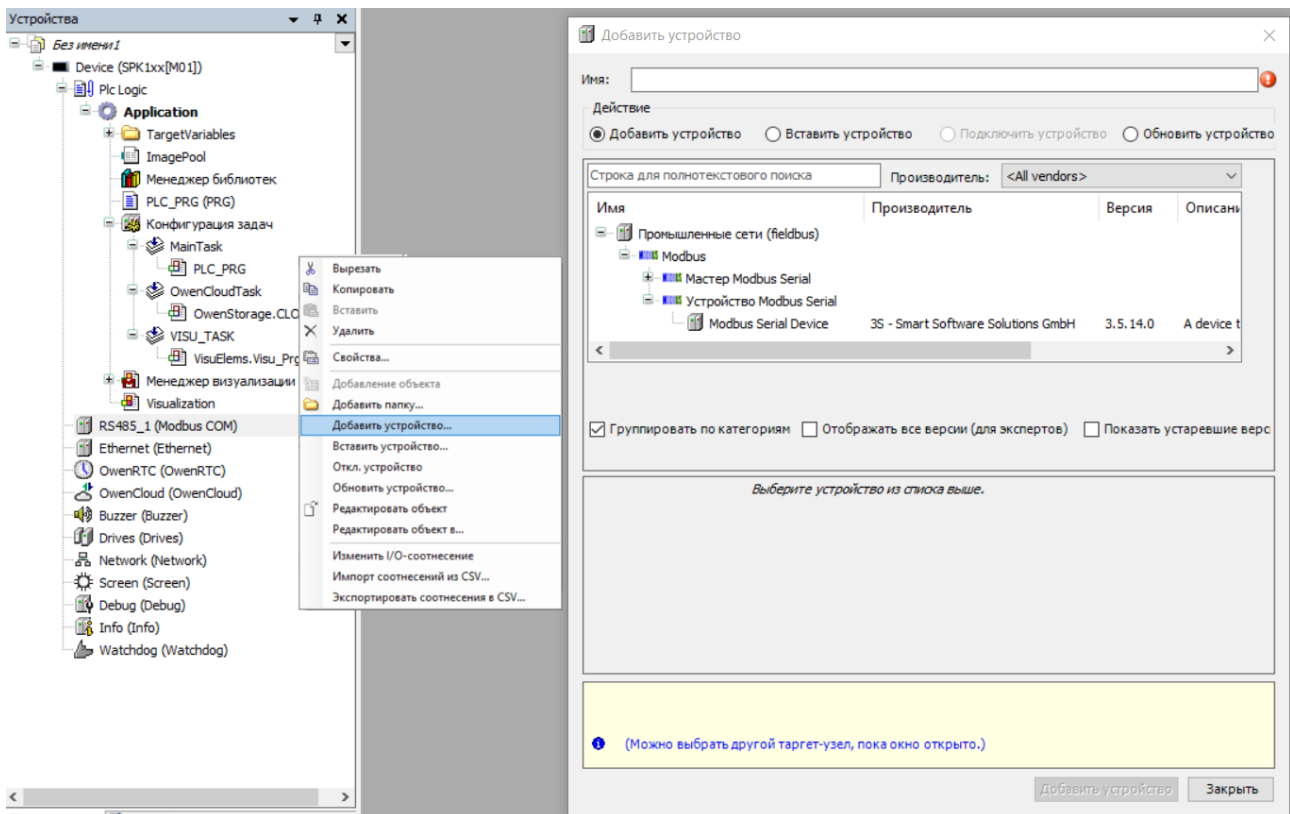 Устройства
Без имени1
Device (SPK1xx[M01])
Plc Logic
Application
TargetVariables
ImagePool
Менеджер библиотек
PLC_PRG (PRG)
Конфигурация задач
MainTask
PLC_PRG
OwenCloudTask
OwenStorage.CLO
VISU_TASK
VisuElems.Visu_Prg
Менеджер визуализации
Visualization
RS485_1 (Modbus COM)
Ethernet (Ethernet)
OwenRTC (OwenRTC)
OwenCloud (OwenCloud)
Buzzer (Buzzer)
Drives (Drives)
Network (Network)
Screen (Screen)
Debug (Debug)
Info (Info)
Watchdog (Watchdog)
Вырезать
Копировать
Вставить
Удалить
Свойства...
Добавление объекта
Добавить папку...
Добавить устройство...
Вставить устройство...
Откл. устройство
Обновить устройство...
Редактировать объект
Редактировать объект в...
Изменить I/O-соотнесение
Импорт соотнесений из CSV...
Экспортировать соотнесения в CSV...
Добавить устройство
Имя:
Действие
Добавить устройство Вставить устройство Подключить устройство Обновить устройство
Строка для полнотекстового поиска Производитель: <All vendors>
Имя Производитель Версия Описани
Промышленные сети (fieldbus)
Modbus
Мастер Modbus Serial
Устройство Modbus Serial
Modbus Serial Device 3S - Smart Software Solutions GmbH 3.5.14.0 A device t
Группировать по категориям Отображать все версии (для экспертов) Показать устаревшие верс
Выберите устройство из списка выше.
(Можно выбрать другой таргет-узел, пока окно открыто.)
Добавить устройство Закрыть